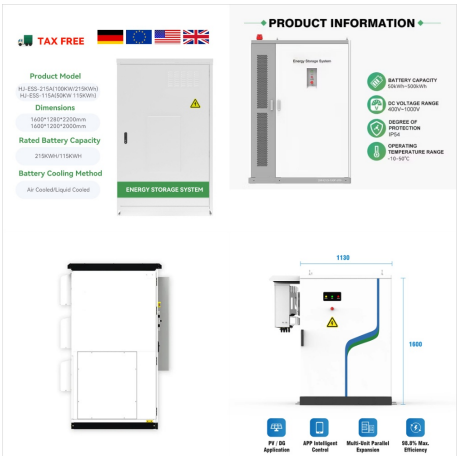 TAX FREE
Product Model
HJ-ESS-215A(100KW/215KWh)
HJ-ESS-115A(50KW 115KWh)
Dimensions
1600*1280*2200mm
1600*1200*2000mm
Rated Battery Capacity
215KWH/115KWH
Battery Cooling Method
Air Cooled/Liquid Cooled
ENERGY STORAGE SYSTEM
PRODUCT INFORMATION
Energy Storage System
BATTERY CAPACITY
50kWh~500kWh
DC VOLTAGE RANGE
400V~1000V
DEGREE OF
PROTECTION
IP54
OPERATING
TEMPERATURE RANGE
-10~50°C
1130
1600
PV / DG
Application
APP Intelligent
Control
Multi-Unit Parallel
Expansion
98.8% Max.
Efficiency